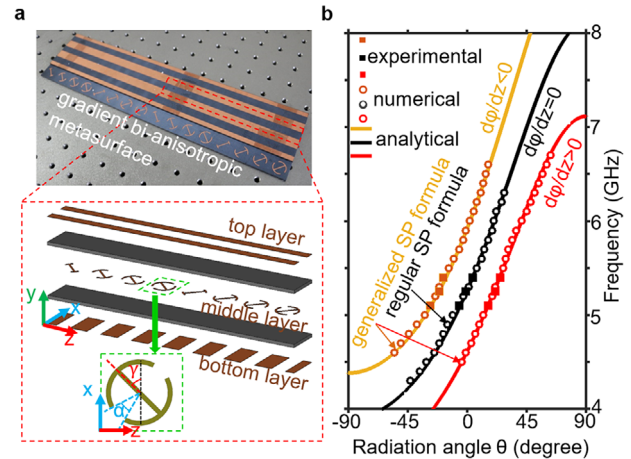 a
gradient bi-anisotropic
metasurface
top layer
middle layer
bottom layer
y
x
z
γ
x
α
z
b
experimental
numerical
analytical
dφ/dz<0
dφ/dz=0
dφ/dz>0
generalized SP formula
regular SP formula
8
7
6
5
4
Frequency (GHz)
-90
-45
0
45
90
Radiation angle θ (degree)